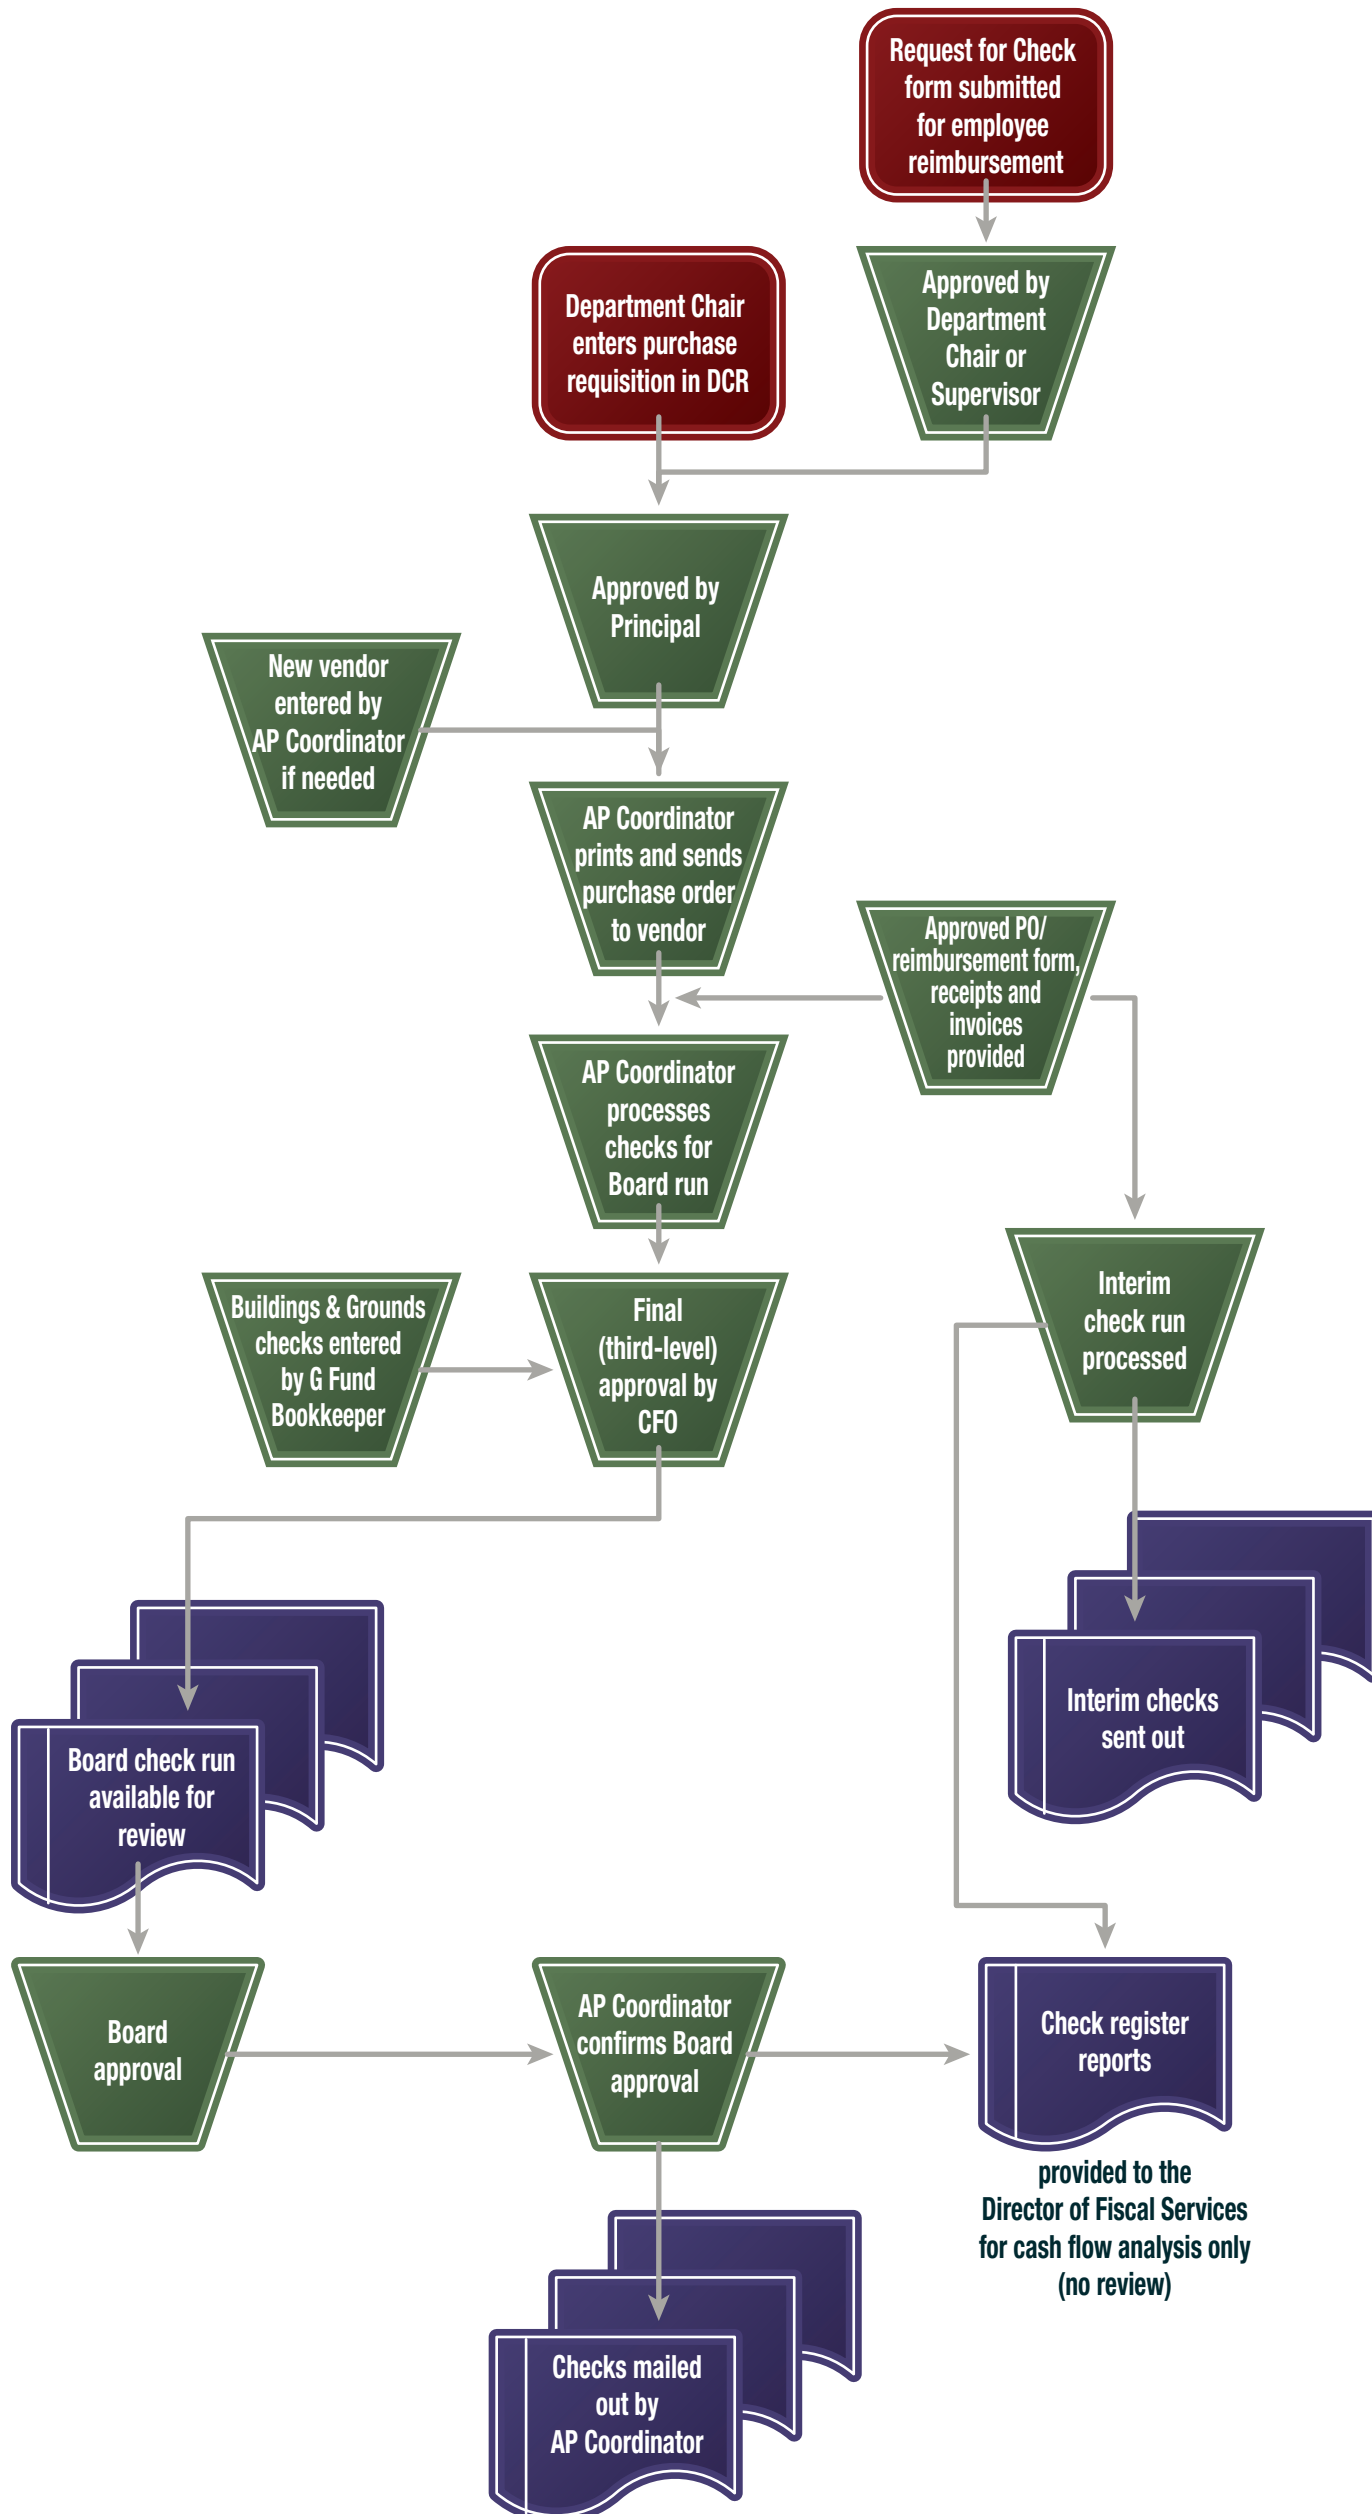 Request for Check
form submitted
for employee
reimbursement
Department Chair
enters purchase
requisition in DCR
Approved by
Department
Chair or
Supervisor
Approved by
Principal
New vendor
entered by
AP Coordinator
if needed
AP Coordinator
prints and sends
purchase order
to vendor
Approved PO/
reimbursement form,
receipts and
invoices
provided
AP Coordinator
processes
checks for
Board run
Buildings & Grounds
checks entered
by G Fund
Bookkeeper
Final
(third-level)
approval by
CFO
Interim
check run
processed
Interim checks
sent out
Board check run
available for
review
Board
approval
AP Coordinator
confirms Board
approval
Check register
reports
provided to the
Director of Fiscal Services
for cash flow analysis only
(no review)
Checks mailed
out by
AP Coordinator